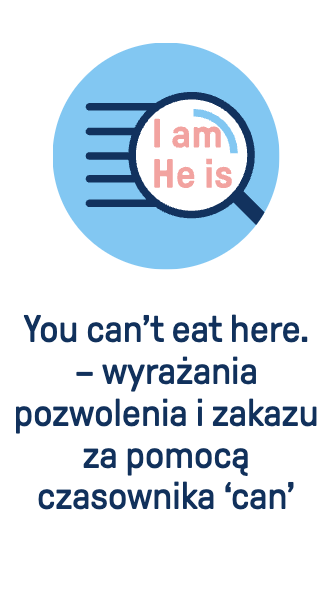 I am
He is
You can’t eat here.
– wyrażania
pozwolenia i zakazu
za pomocą
czasownika ‘can’